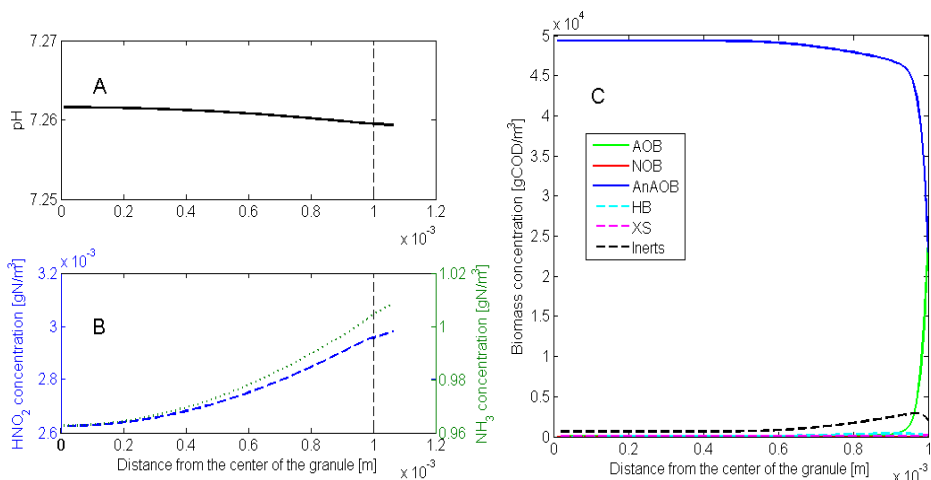 7.27
7.26
7.25
pH
A
0
0.2
0.4
0.6
0.8
1
1.2
x 10⁻³
x 10⁻³
3.2
3
2.8
2.6
HNO₂ concentration [gN/m³]
B
1.02
1
0.98
0.96
NH₃ concentration [gN/m³]
0
0.2
0.4
0.6
0.8
1
1.2
x 10⁻³
Distance from the center of the granule [m]
x 10⁴
5
4.5
4
3.5
3
2.5
2
1.5
1
0.5
0
Biomass concentration [gCOD/m³]
C
AOB
NOB
AnAOB
HB
XS
Inerts
0
0.2
0.4
0.6
0.8
1
x 10⁻³
Distance from the center of the granule [m]